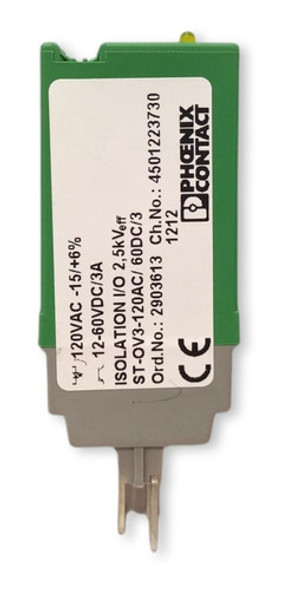 120VAC -15/+6%
12-60VDC/3A
ISOLATION I/O 2,5kVeff
ST-OV3-120AC/ 60DC/3
Ord.No.: 2903613 Ch.No.: 4501223730
1212
PHŒNIX
CONTACT
CE